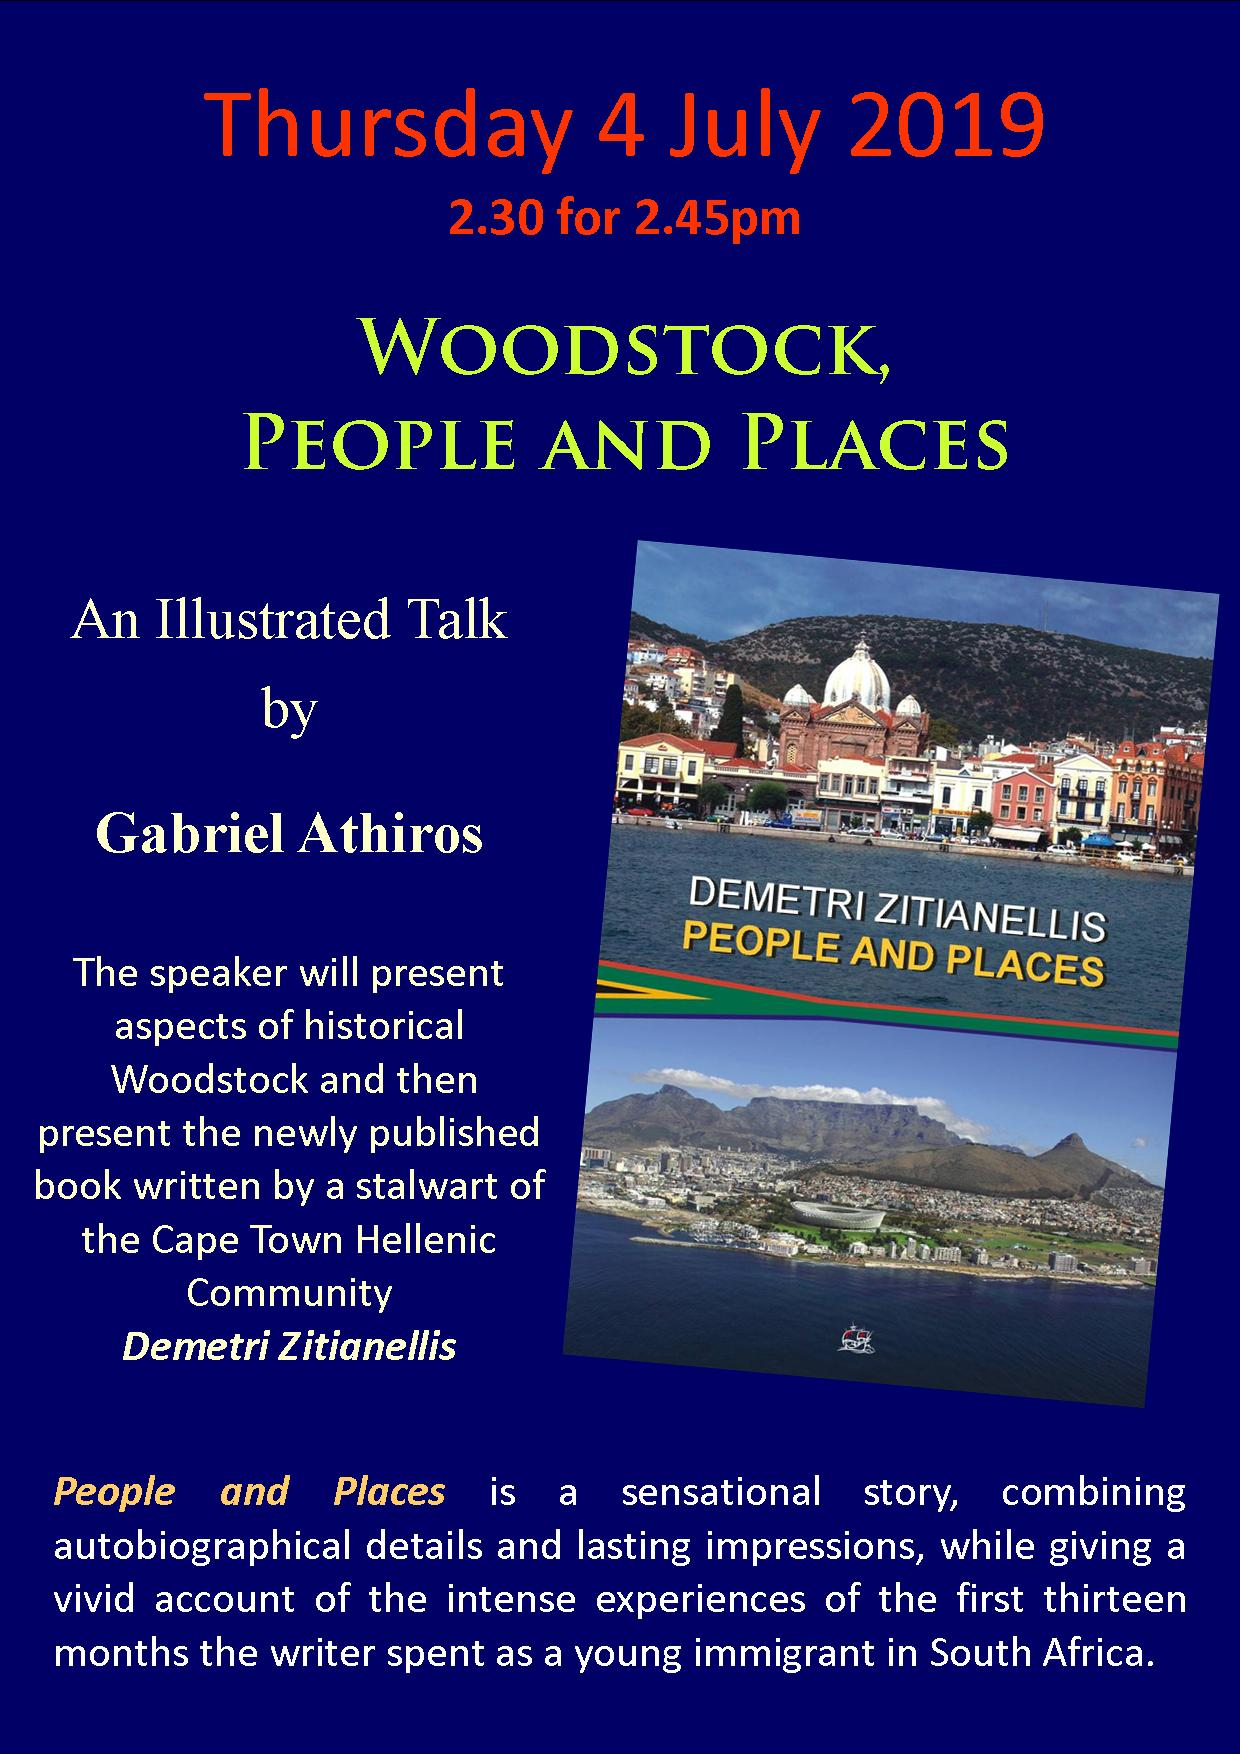 Thursday 4 July 2019
2.30 for 2.45pm
Woodstock,
People and Places
An Illustrated Talk
by
Gabriel Athiros
The speaker will present
aspects of historical
Woodstock and then
present the newly published
book written by a stalwart of
the Cape Town Hellenic
Community
Demetri Zitianellis
DEMETRI ZITIANELLIS
PEOPLE AND PLACES
People and Places is a sensational story, combining
autobiographical details and lasting impressions, while giving a
vivid account of the intense experiences of the first thirteen
months the writer spent as a young immigrant in South Africa.